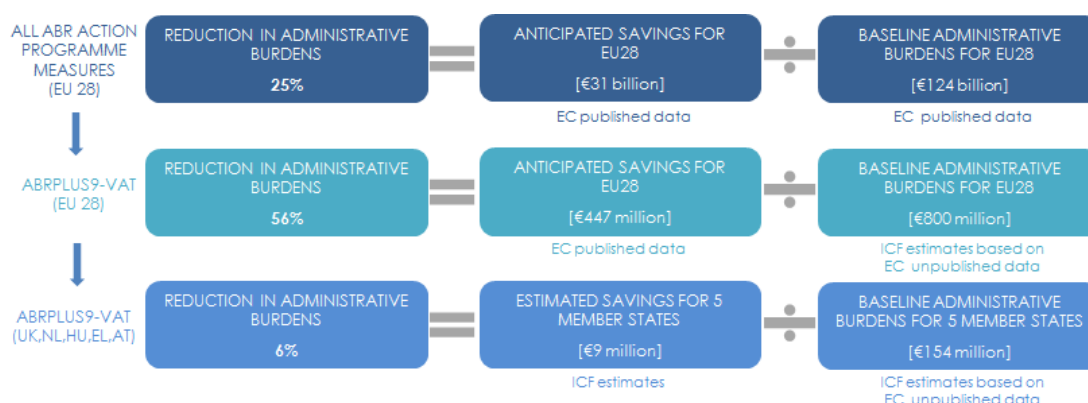 ALL ABR ACTION
PROGRAMME
MEASURES
(EU 28)
REDUCTION IN ADMINISTRATIVE
BURDENS
25%
ANTICIPATED SAVINGS FOR
EU28
[€31 billion]
EC published data
BASELINE ADMINISTRATIVE
BURDENS FOR EU28
[€124 billion]
EC published data
ABRPLUS9-VAT
(EU 28)
REDUCTION IN ADMINISTRATIVE
BURDENS
56%
ANTICIPATED SAVINGS FOR
EU28
[€447 million]
EC published data
BASELINE ADMINISTRATIVE
BURDENS FOR EU28
[€800 million]
ICF estimates based on
EC unpublished data
ABRPLUS9-VAT
(UK,NL,HU,EL,AT)
REDUCTION IN ADMINISTRATIVE
BURDENS
6%
ESTIMATED SAVINGS FOR 5
MEMBER STATES
[€9 million]
ICF estimates
BASELINE ADMINISTRATIVE
BURDENS FOR 5 MEMBER STATES
[€154 million]
ICF estimates based on
EC unpublished data